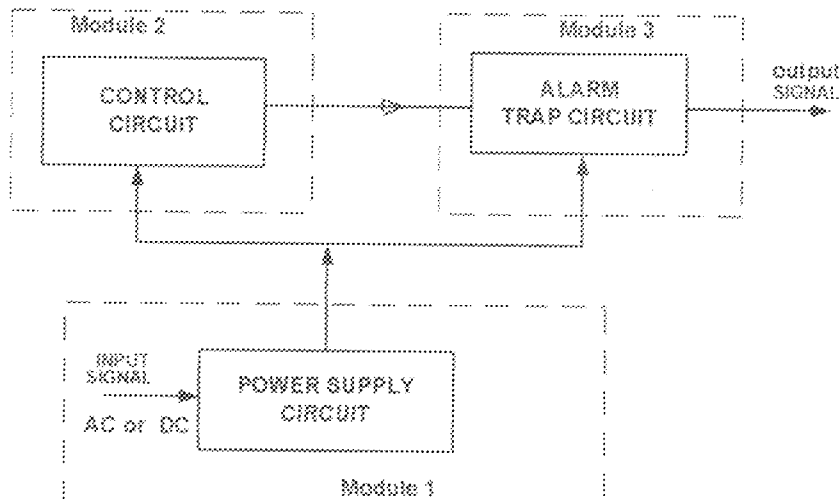 Module 2
Module 3
CONTROL
CIRCUIT
ALARM
TRAP CIRCUIT
output
SIGNAL
INPUT
SIGNAL
AC or DC
POWER SUPPLY
CIRCUIT
Module 1